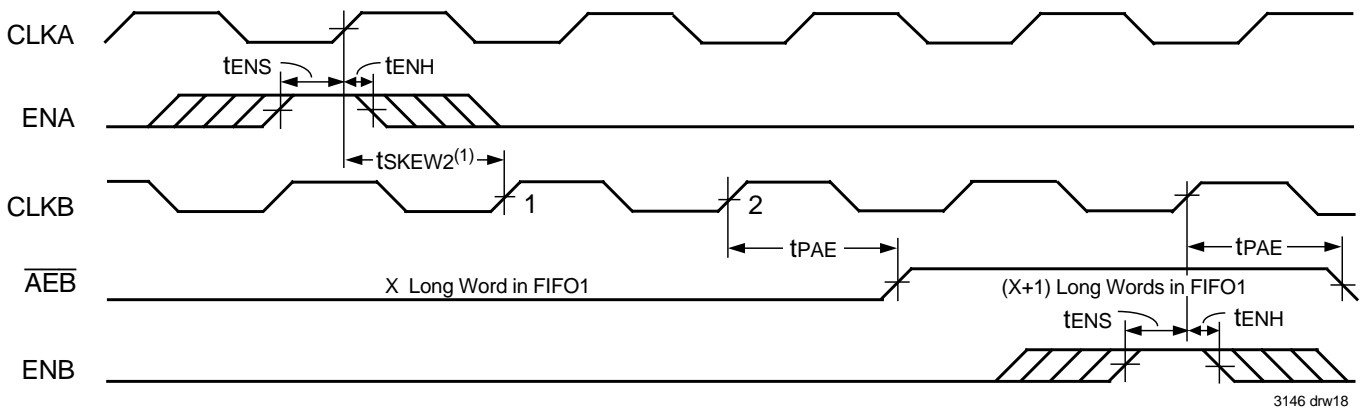 CLKA
tENS
tENH
ENA
tSKEW2(1)
CLKB
1
2
tPAE
tPAE
AEB
X Long Word in FIFO1
(X+1) Long Words in FIFO1
tENS
tENH
ENB
3146 drw18